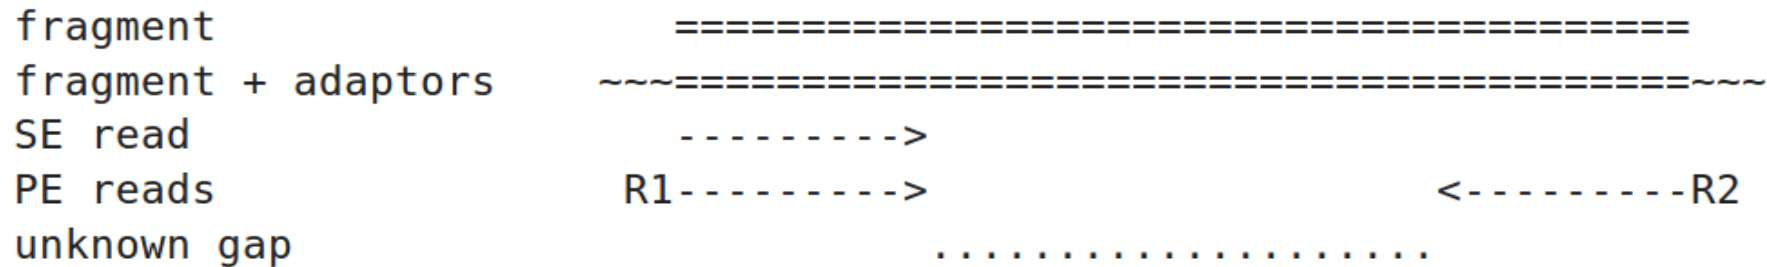 fragment                  ========================================
fragment + adaptors    ~~~========================================~~~
SE read                   --------->
PE reads                R1--------->                    <---------R2
unknown gap                         ....................